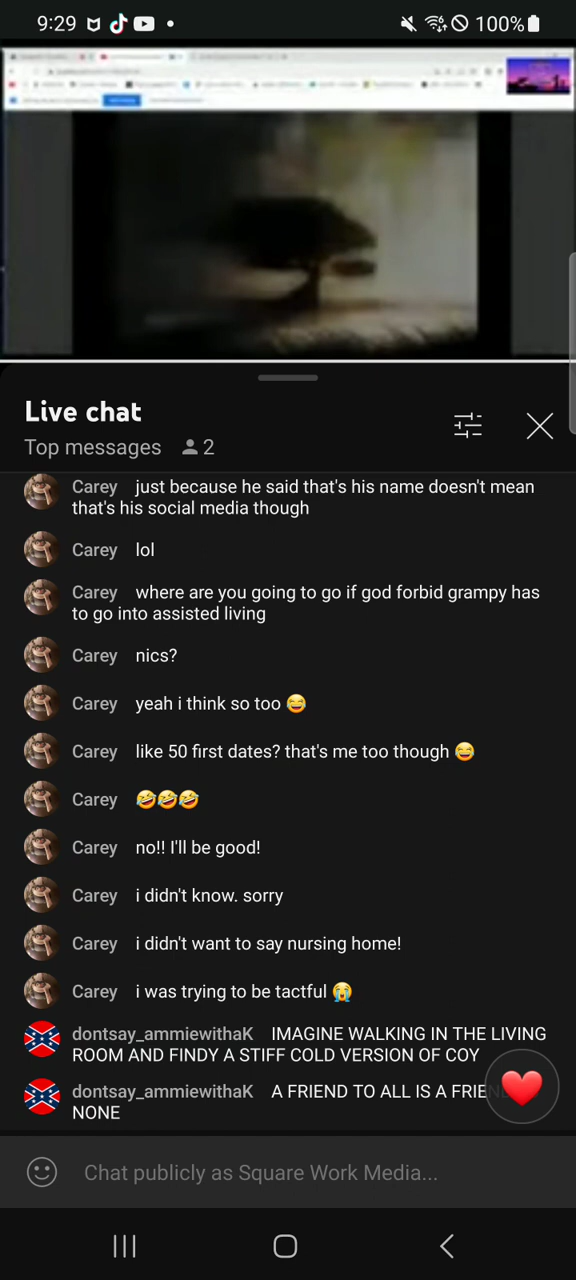 9:29
100%
Live chat
Top messages 2
Carey just because he said that's his name doesn't mean
that's his social media though
Carey lol
Carey where are you going to go if god forbid grampy has
to go into assisted living
Carey nics?
Carey yeah i think so too 😂
Carey like 50 first dates? that's me too though 😂
Carey 🤣🤣🤣
Carey no!! I'll be good!
Carey i didn't know. sorry
Carey i didn't want to say nursing home!
Carey i was trying to be tactful 😭
dontsay_ammiewithaK IMAGINE WALKING IN THE LIVING
ROOM AND FINDY A STIFF COLD VERSION OF COY
dontsay_ammiewithaK A FRIEND TO ALL IS A
NONE
Chat publicly as Square Work Media...